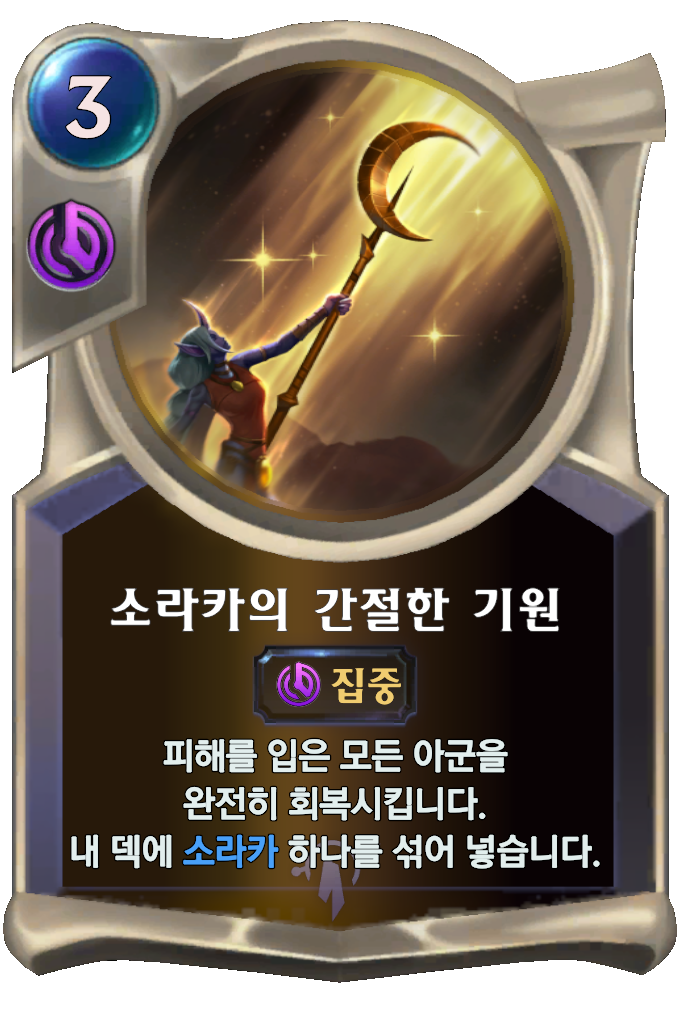 3
소라카의 간절한 기원
집중
피해를 입은 모든 아군을
완전히 회복시킵니다.
내 덱에 소라카 하나를 섞어 넣습니다.